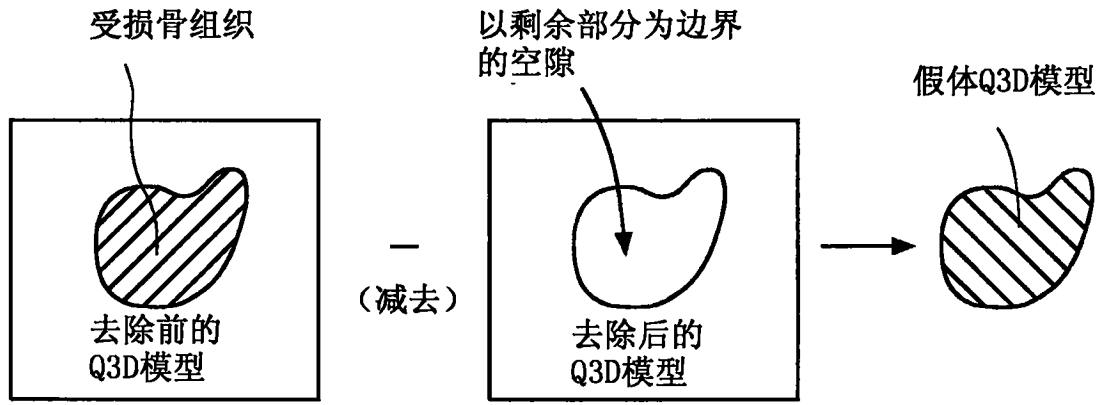 受损骨组织
以剩余部分为边界
的空隙
假体Q3D模型
（减去）
去除前的
Q3D模型
去除后的
Q3D模型